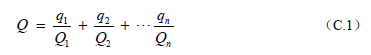 Q = q1/Q1 + q2/Q2 + ⋯ qn/Qn （C.1）